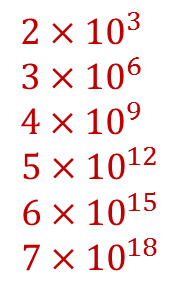 2 × 10³
3 × 10⁶
4 × 10⁹
5 × 10¹²
6 × 10¹⁵
7 × 10¹⁸